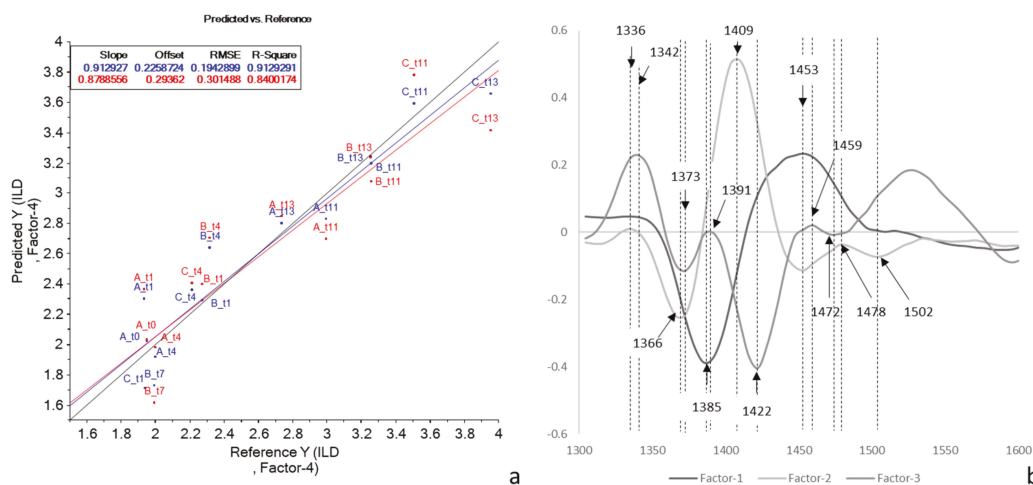 Predicted vs. Reference
Slope Offset RMSE R-Square
0.912927 0.2258724 0.1942899 0.9129291
0.8788556 0.29362 0.301488 0.8400174
4
3.8
3.6
3.4
3.2
3
2.8
2.6
2.4
2.2
2
1.8
1.6
Predicted Y (ILD
, Factor-4)
C_t11
C_t11
C_t13
C_t13
B_t13
B_t13
B_t11
B_t11
A_t13
A_t13
A_t11
A_t11
B_t4
B_t4
A_t1
A_t1
C_t4
C_t4
B_t1
B_t1
A_t0
A_t0
A_t4
A_t4
C_t1
B_t7
B_t7
1.6 1.8 2 2.2 2.4 2.6 2.8 3 3.2 3.4 3.6 3.8 4
Reference Y (ILD
, Factor-4)
a
0.6
0.4
0.2
0
-0.2
-0.4
-0.6
1336
1342
1409
1453
1459
1373
1391
1366
1385
1422
1472
1478
1502
1300 1350 1400 1450 1500 1550 1600
Factor-1 Factor-2 Factor-3
b